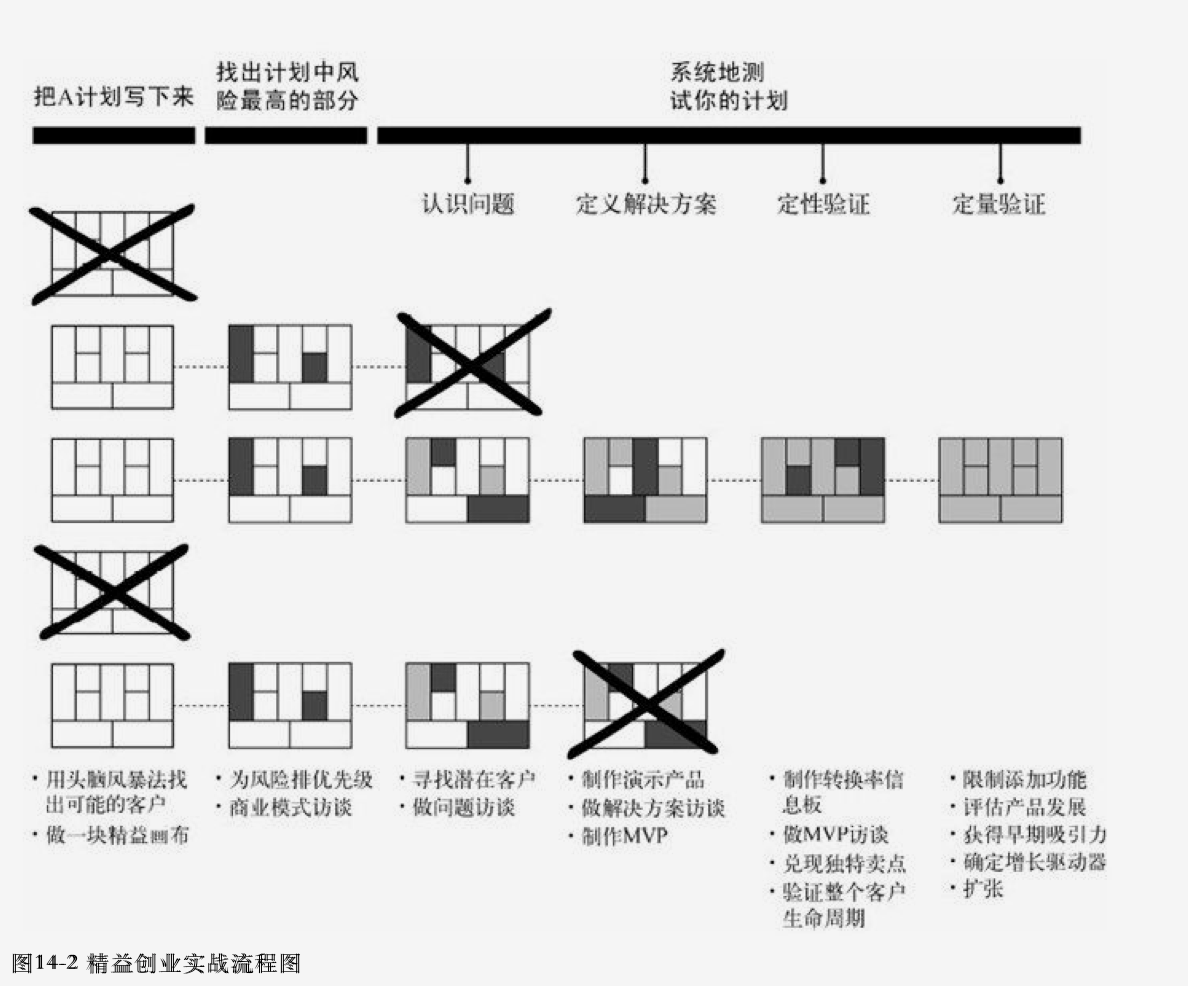 把A计划写下来
找出计划中风
险最高的部分
系统地测
试你的计划
认识问题
定义解决方案
定性验证
定量验证
·用头脑风暴法找
出可能的客户
·做一块精益画布
·为风险排优先级
·商业模式访谈
·寻找潜在客户
·做问题访谈
·制作演示产品
·做解决方案访谈
·制作MVP
·制作转换率信
息板
·做MVP访谈
·兑现独特卖点
·验证整个客户
生命周期
·限制添加功能
·评估产品发展
·获得早期吸引力
·确定增长驱动器
·扩张
图14-2 精益创业实战流程图